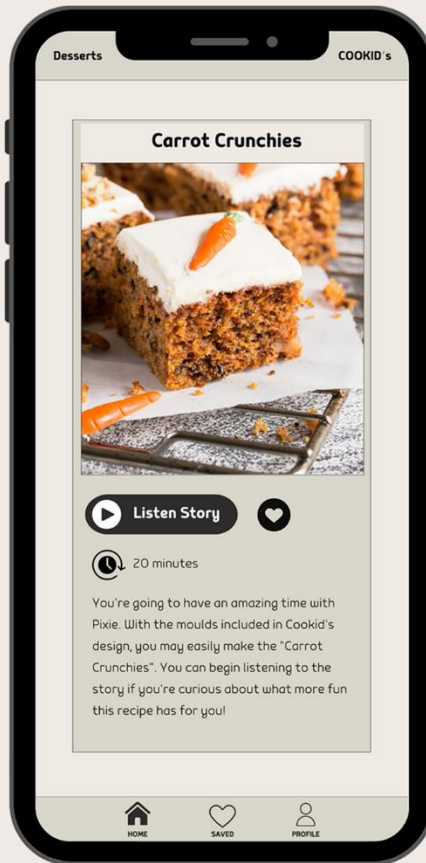 Desserts
COOKID's
Carrot Crunchies
Listen Story
20 minutes
You're going to have an amazing time with
Pixie. With the moulds included in Cookid's
design, you may easily make the "Carrot
Crunchies". You can begin listening to the
story if you're curious about what more fun
this recipe has for you!
HOME
SAVED
PROFILE